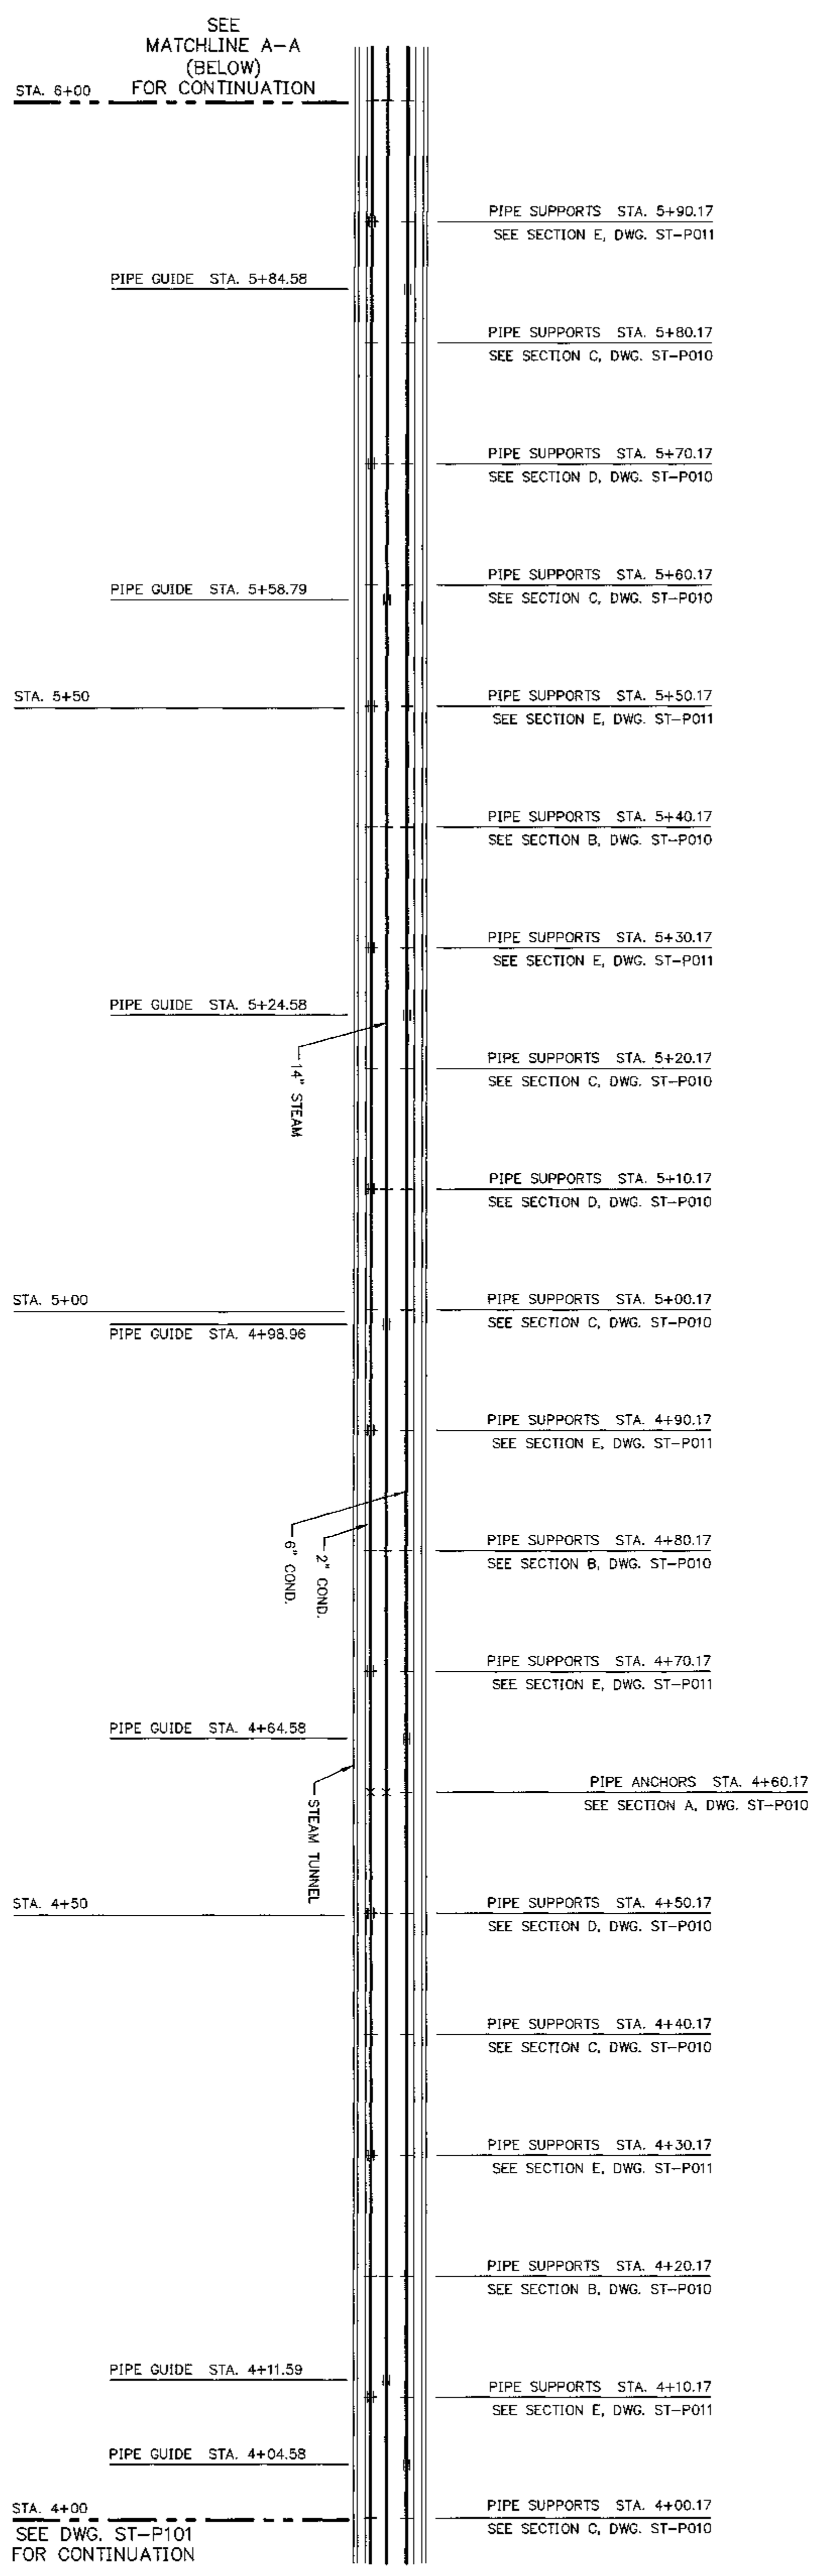 SEE
MATCHLINE A-A
(BELOW)
FOR CONTINUATION
STA. 6+00
PIPE SUPPORTS STA. 5+90.17
SEE SECTION E, DWG. ST-P011
PIPE GUIDE STA. 5+84.58
PIPE SUPPORTS STA. 5+80.17
SEE SECTION C, DWG. ST-P010
PIPE SUPPORTS STA. 5+70.17
SEE SECTION D, DWG. ST-P010
PIPE SUPPORTS STA. 5+60.17
SEE SECTION C, DWG. ST-P010
PIPE GUIDE STA. 5+58.79
STA. 5+50
PIPE SUPPORTS STA. 5+50.17
SEE SECTION E, DWG. ST-P011
PIPE SUPPORTS STA. 5+40.17
SEE SECTION B, DWG. ST-P010
PIPE SUPPORTS STA. 5+30.17
SEE SECTION E, DWG. ST-P011
PIPE GUIDE STA. 5+24.58
14" STEAM
PIPE SUPPORTS STA. 5+20.17
SEE SECTION C, DWG. ST-P010
PIPE SUPPORTS STA. 5+10.17
SEE SECTION D, DWG. ST-P010
STA. 5+00
PIPE SUPPORTS STA. 5+00.17
SEE SECTION C, DWG. ST-P010
PIPE GUIDE STA. 4+98.96
PIPE SUPPORTS STA. 4+90.17
SEE SECTION E, DWG. ST-P011
2" COND.
6" COND.
PIPE SUPPORTS STA. 4+80.17
SEE SECTION B, DWG. ST-P010
PIPE SUPPORTS STA. 4+70.17
SEE SECTION E, DWG. ST-P011
PIPE GUIDE STA. 4+64.58
PIPE ANCHORS STA. 4+60.17
SEE SECTION A, DWG. ST-P010
STEAM TUNNEL
STA. 4+50
PIPE SUPPORTS STA. 4+50.17
SEE SECTION D, DWG. ST-P010
PIPE SUPPORTS STA. 4+40.17
SEE SECTION C, DWG. ST-P010
PIPE SUPPORTS STA. 4+30.17
SEE SECTION E, DWG. ST-P011
PIPE SUPPORTS STA. 4+20.17
SEE SECTION B, DWG. ST-P010
PIPE GUIDE STA. 4+11.59
PIPE SUPPORTS STA. 4+10.17
SEE SECTION E, DWG. ST-P011
PIPE GUIDE STA. 4+04.58
STA. 4+00
PIPE SUPPORTS STA. 4+00.17
SEE SECTION C, DWG. ST-P010
SEE DWG. ST-P101
FOR CONTINUATION